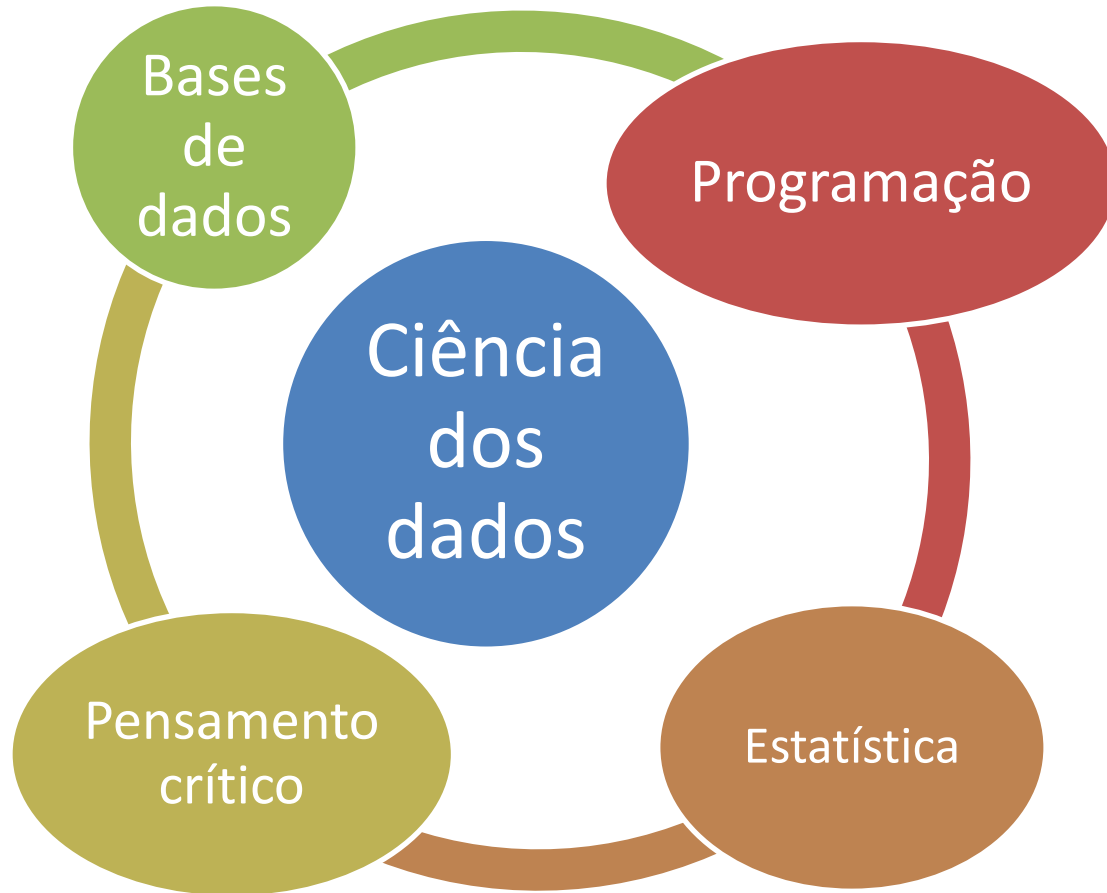 Bases
de
dados
Programação
Ciência
dos
dados
Pensamento
crítico
Estatística